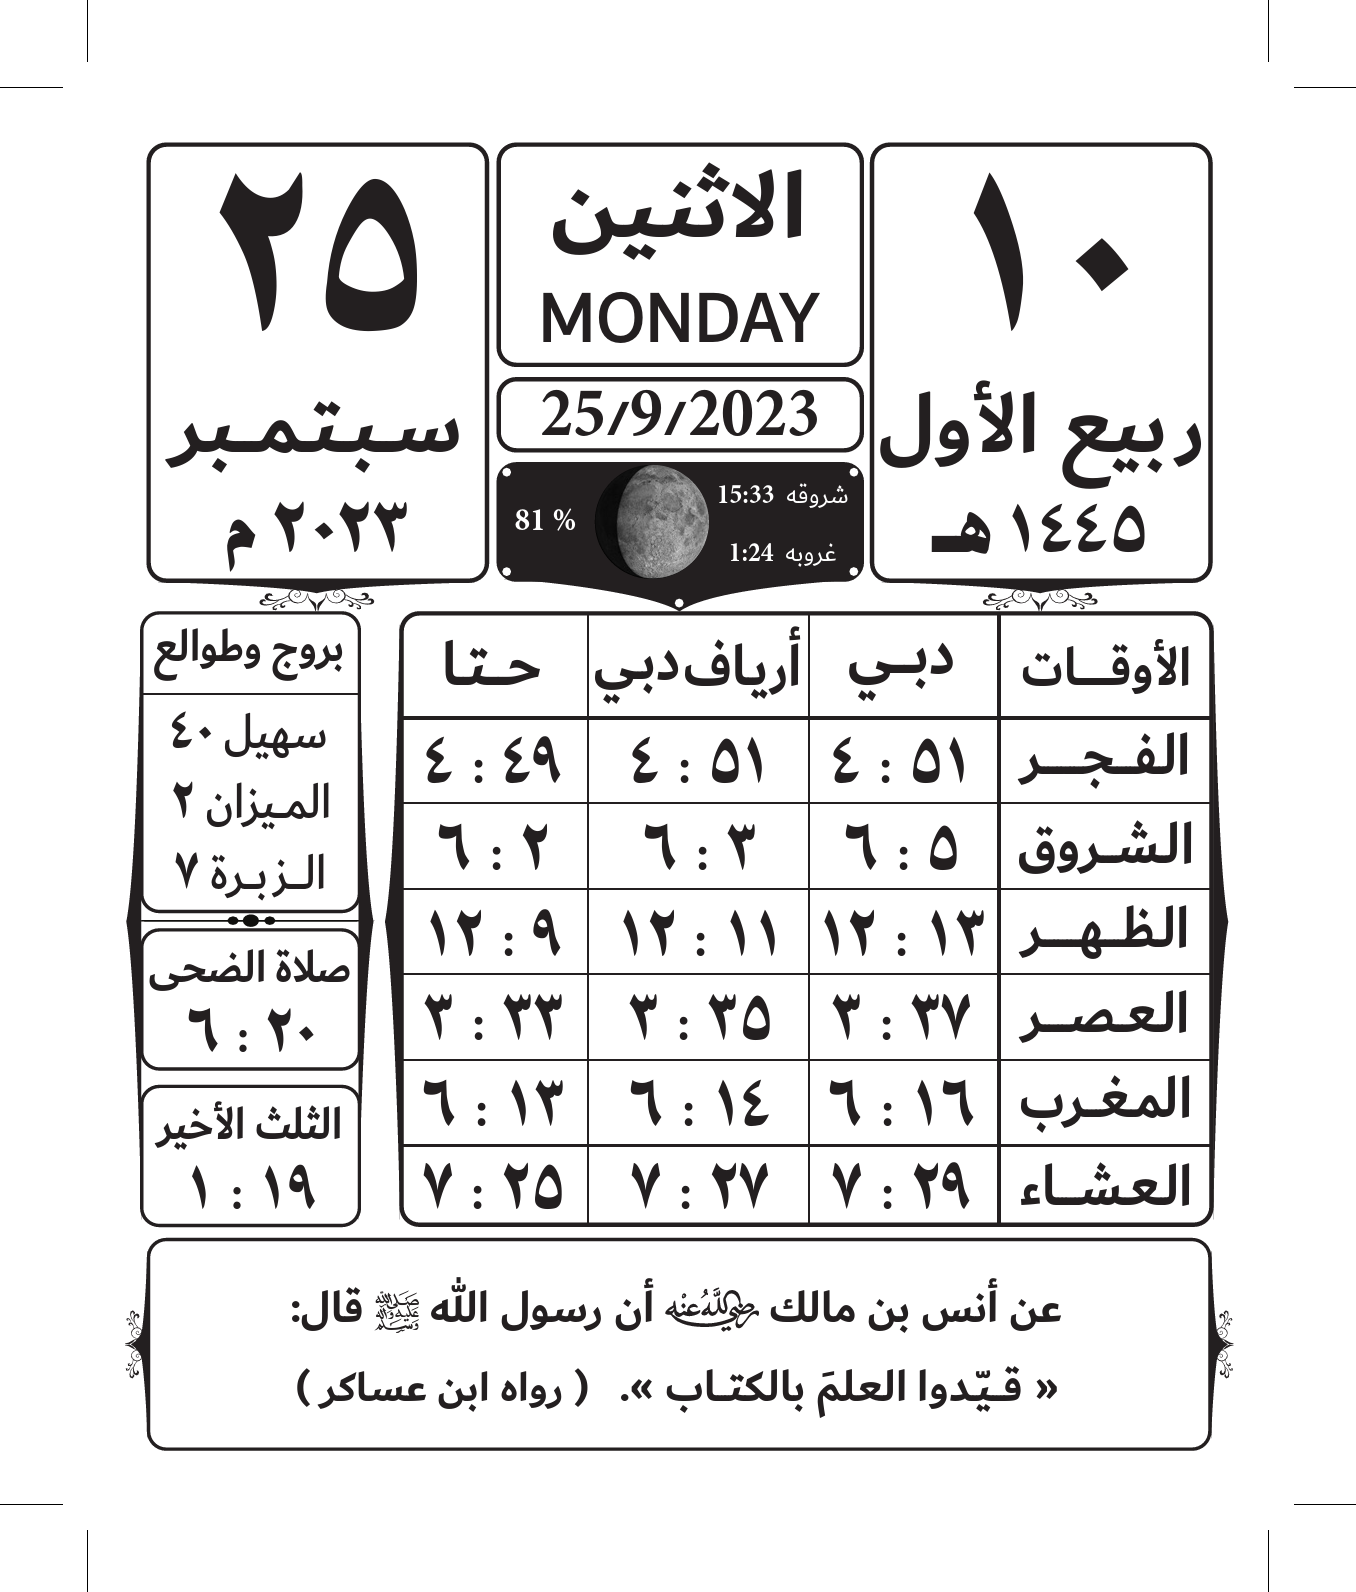 ١٠
ربيع الأول
١٤٤٥ هـ
الاثنين
MONDAY
25/9/2023
شروقه 15:33
غروبه 1:24
81 %
٢٥
سبتمبر
٢٠٢٣ م
الأوقات دبي أرياف دبي حتا
الفجر ٤ : ٥١ ٤ : ٥١ ٤ : ٤٩
الشروق ٦ : ٥ ٦ : ٣ ٦ : ٢
الظهر ١٢ : ١٣ ١٢ : ١١ ١٢ : ٩
العصر ٣ : ٣٧ ٣ : ٣٥ ٣ : ٣٣
المغرب ٦ : ١٦ ٦ : ١٤ ٦ : ١٣
العشاء ٧ : ٢٩ ٧ : ٢٧ ٧ : ٢٥
بروج وطوالع
سهيل ٤٠
الميزان ٢
الزبرة ٧
صلاة الضحى
٦ : ٢٠
الثلث الأخير
١ : ١٩
عن أنس بن مالك رضي الله عنه أن رسول الله ﷺ قال:
« قيّدوا العلمَ بالكتاب ». ( رواه ابن عساكر )